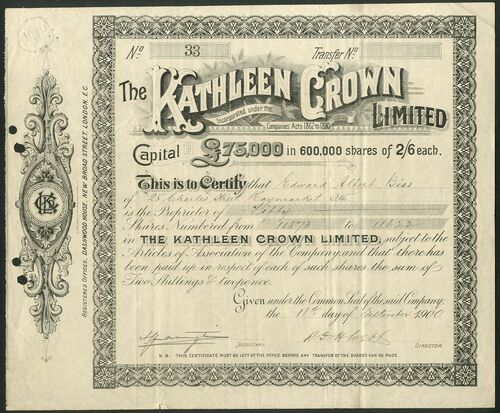 No 33 Transfer No
The KATHLEEN CROWN LIMITED
Incorporated under the Companies Acts 1862 to 1890
Capital £75,000 in 600,000 shares of 2/6 each.
This is to Certify that Edward Albert Biss
of 25 Charles Street Haymarket
is the Proprietor of Fifty
Shares Numbered from to
in THE KATHLEEN CROWN LIMITED, subject to the
Articles of Association of the Company and that there has
been paid up in respect of each of such shares the sum of
Two Shillings & twopence.
Given under the Common Seal of the said Company,
the 11th day of September 1900
SECRETARY. DIRECTOR.
N.B. THIS CERTIFICATE MUST BE LEFT AT THE OFFICE BEFORE ANY TRANSFER OF THE SHARES CAN BE MADE
REGISTERED OFFICES, DASHWOOD HOUSE, NEW BROAD STREET, LONDON, E.C.